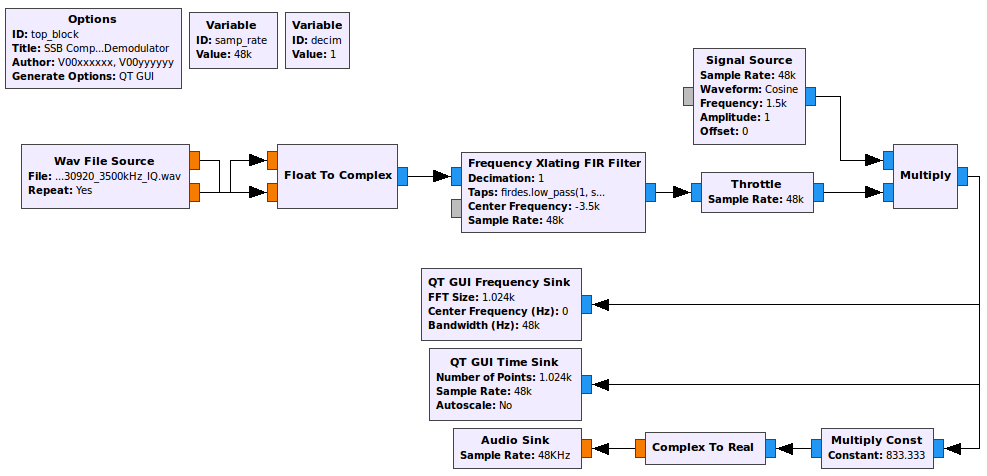 Options
ID: top_block
Title: SSB Comp...Demodulator
Author: V00xxxxxx, V00yyyyyy
Generate Options: QT GUI
Variable
ID: samp_rate
Value: 48k
Variable
ID: decim
Value: 1
Signal Source
Sample Rate: 48k
Waveform: Cosine
Frequency: 1.5k
Amplitude: 1
Offset: 0
Wav File Source
File: ...30920_3500kHz_IQ.wav
Repeat: Yes
Float To Complex
Frequency Xlating FIR Filter
Decimation: 1
Taps: firdes.low_pass(1, s...
Center Frequency: -3.5k
Sample Rate: 48k
Throttle
Sample Rate: 48k
Multiply
QT GUI Frequency Sink
FFT Size: 1.024k
Center Frequency (Hz): 0
Bandwidth (Hz): 48k
QT GUI Time Sink
Number of Points: 1.024k
Sample Rate: 48k
Autoscale: No
Audio Sink
Sample Rate: 48KHz
Complex To Real
Multiply Const
Constant: 833.333